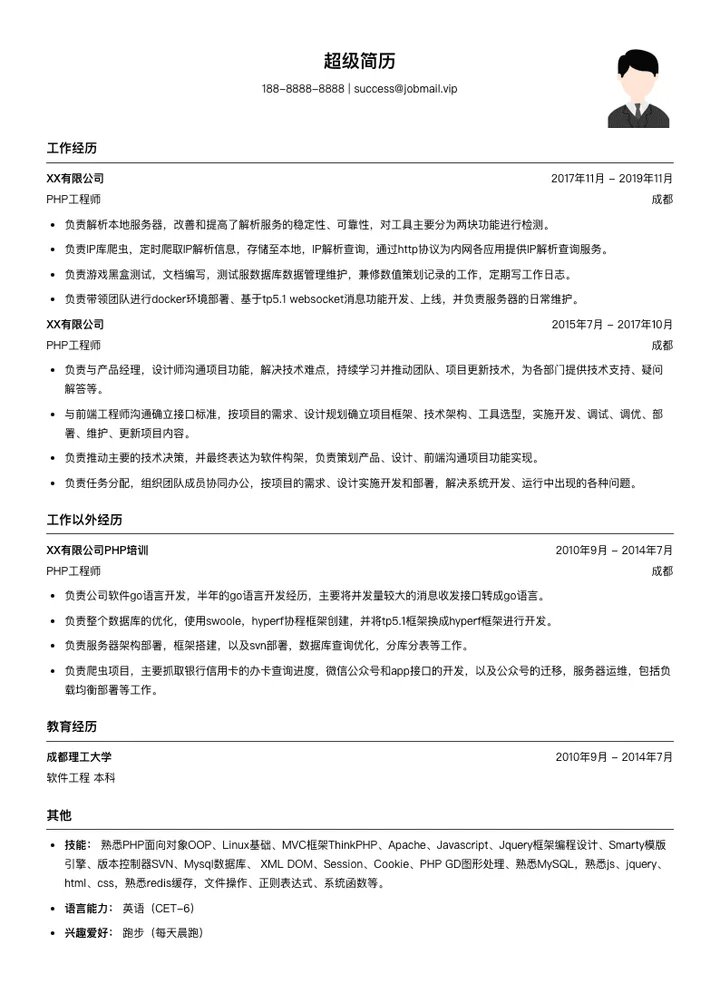 超级简历
188-8888-8888 | success@jobmail.vip
工作经历
XX有限公司 2017年11月 – 2019年11月
PHP工程师 成都
• 负责解析本地服务器，改善和提高了解析服务的稳定性、可靠性，对工具主要分为两块功能进行检测。
• 负责IP库爬虫，定时爬取IP解析信息，存储至本地，IP解析查询，通过http协议为内网各应用提供IP解析查询服务。
• 负责游戏黑盒测试，文档编写，测试服数据库数据管理维护，兼修数值策划记录的工作，定期写工作日志。
• 负责带领团队进行docker环境部署、基于tp5.1 websocket消息功能开发、上线，并负责服务器的日常维护。
XX有限公司 2015年7月 – 2017年10月
PHP工程师 成都
• 负责与产品经理，设计师沟通项目功能，解决技术难点，持续学习并推动团队、项目更新技术，为各部门提供技术支持、疑问
解答等。
• 与前端工程师沟通确立接口标准，按项目的需求、设计规划确立项目框架、技术架构、工具选型，实施开发、调试、调优、部
署、维护、更新项目内容。
• 负责推动主要的技术决策，并最终表达为软件构架，负责策划产品、设计、前端沟通项目功能实现。
• 负责任务分配，组织团队成员协同办公，按项目的需求、设计实施开发和部署，解决系统开发、运行中出现的各种问题。
工作以外经历
XX有限公司PHP培训 2010年9月 – 2014年7月
PHP工程师 成都
• 负责公司软件go语言开发，半年的go语言开发经历，主要将并发量较大的消息收发接口转成go语言。
• 负责整个数据库的优化，使用swoole，hyperf协程框架创建，并将tp5.1框架换成hyperf框架进行开发。
• 负责服务器架构部署，框架搭建，以及svn部署，数据库查询优化，分库分表等工作。
• 负责爬虫项目，主要抓取银行信用卡的办卡查询进度，微信公众号和app接口的开发，以及公众号的迁移，服务器运维，包括负
载均衡部署等工作。
教育经历
成都理工大学 2010年9月 – 2014年7月
软件工程 本科
其他
• 技能： 熟悉PHP面向对象OOP、Linux基础、MVC框架ThinkPHP、Apache、Javascript、Jquery框架编程设计、Smarty模版
引擎、版本控制器SVN、Mysql数据库、 XML DOM、Session、Cookie、PHP GD图形处理、熟悉MySQL，熟悉js、jquery、
html、css，熟悉redis缓存，文件操作、正则表达式、系统函数等。
• 语言能力： 英语（CET-6）
• 兴趣爱好： 跑步（每天晨跑）